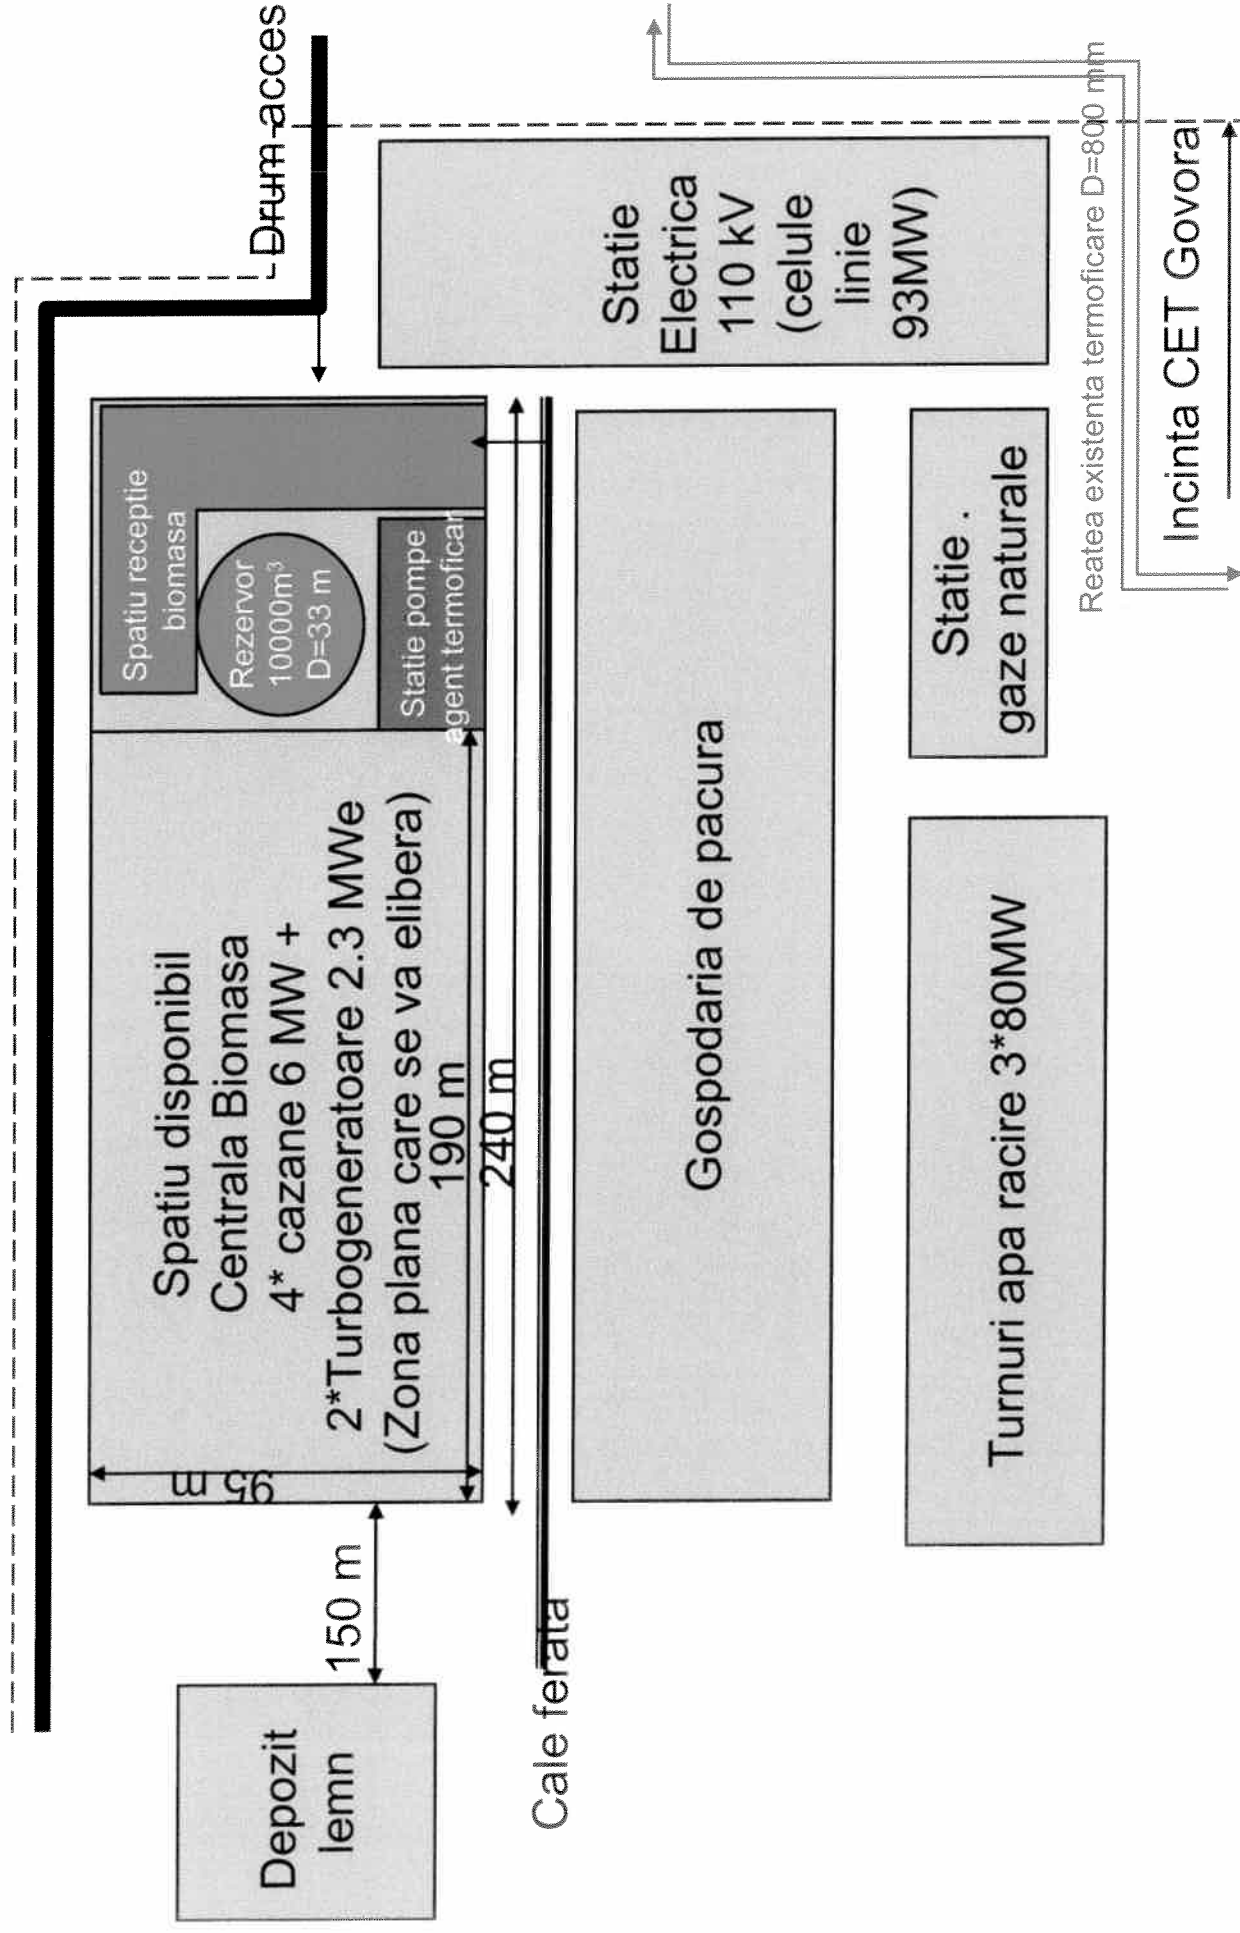 Depozit
lemn
150 m
95 m
Spatiu disponibil
Centrala Biomasa
4* cazane 6 MW +
2*Turbogeneratoare 2.3 MWe
(Zona plana care se va elibera)
190 m
240 m
Spatiu receptie
biomasa
Rezervor
10000m³
D=33 m
Statie pompe
agent termoficar
Drum acces
Cale ferata
Gospodaria de pacura
Statie
Electrica
110 kV
(celule
linie
93MW)
Turnuri apa racire 3*80MW
Statie .
gaze naturale
Reatea existenta termoficare D=800 mm
Incinta CET Govora